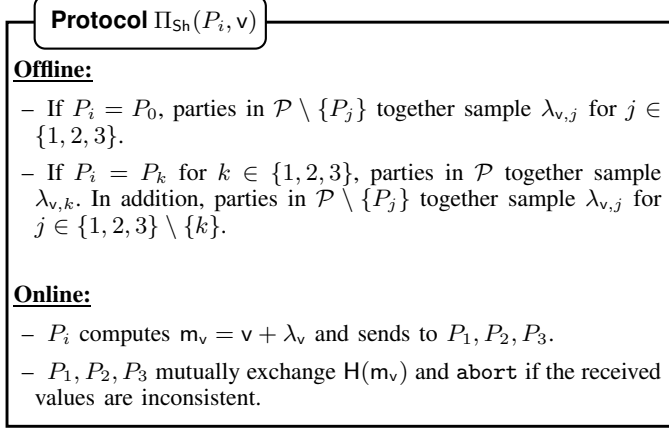 Protocol Π_Sh(P_i, v)
Offline:
– If P_i = P_0, parties in 𝒫 \ {P_j} together sample λ_{v,j} for j ∈
{1, 2, 3}.
– If P_i = P_k for k ∈ {1, 2, 3}, parties in 𝒫 together sample
λ_{v,k}. In addition, parties in 𝒫 \ {P_j} together sample λ_{v,j} for
j ∈ {1, 2, 3} \ {k}.
Online:
– P_i computes m_v = v + λ_v and sends to P_1, P_2, P_3.
– P_1, P_2, P_3 mutually exchange H(m_v) and abort if the received
values are inconsistent.